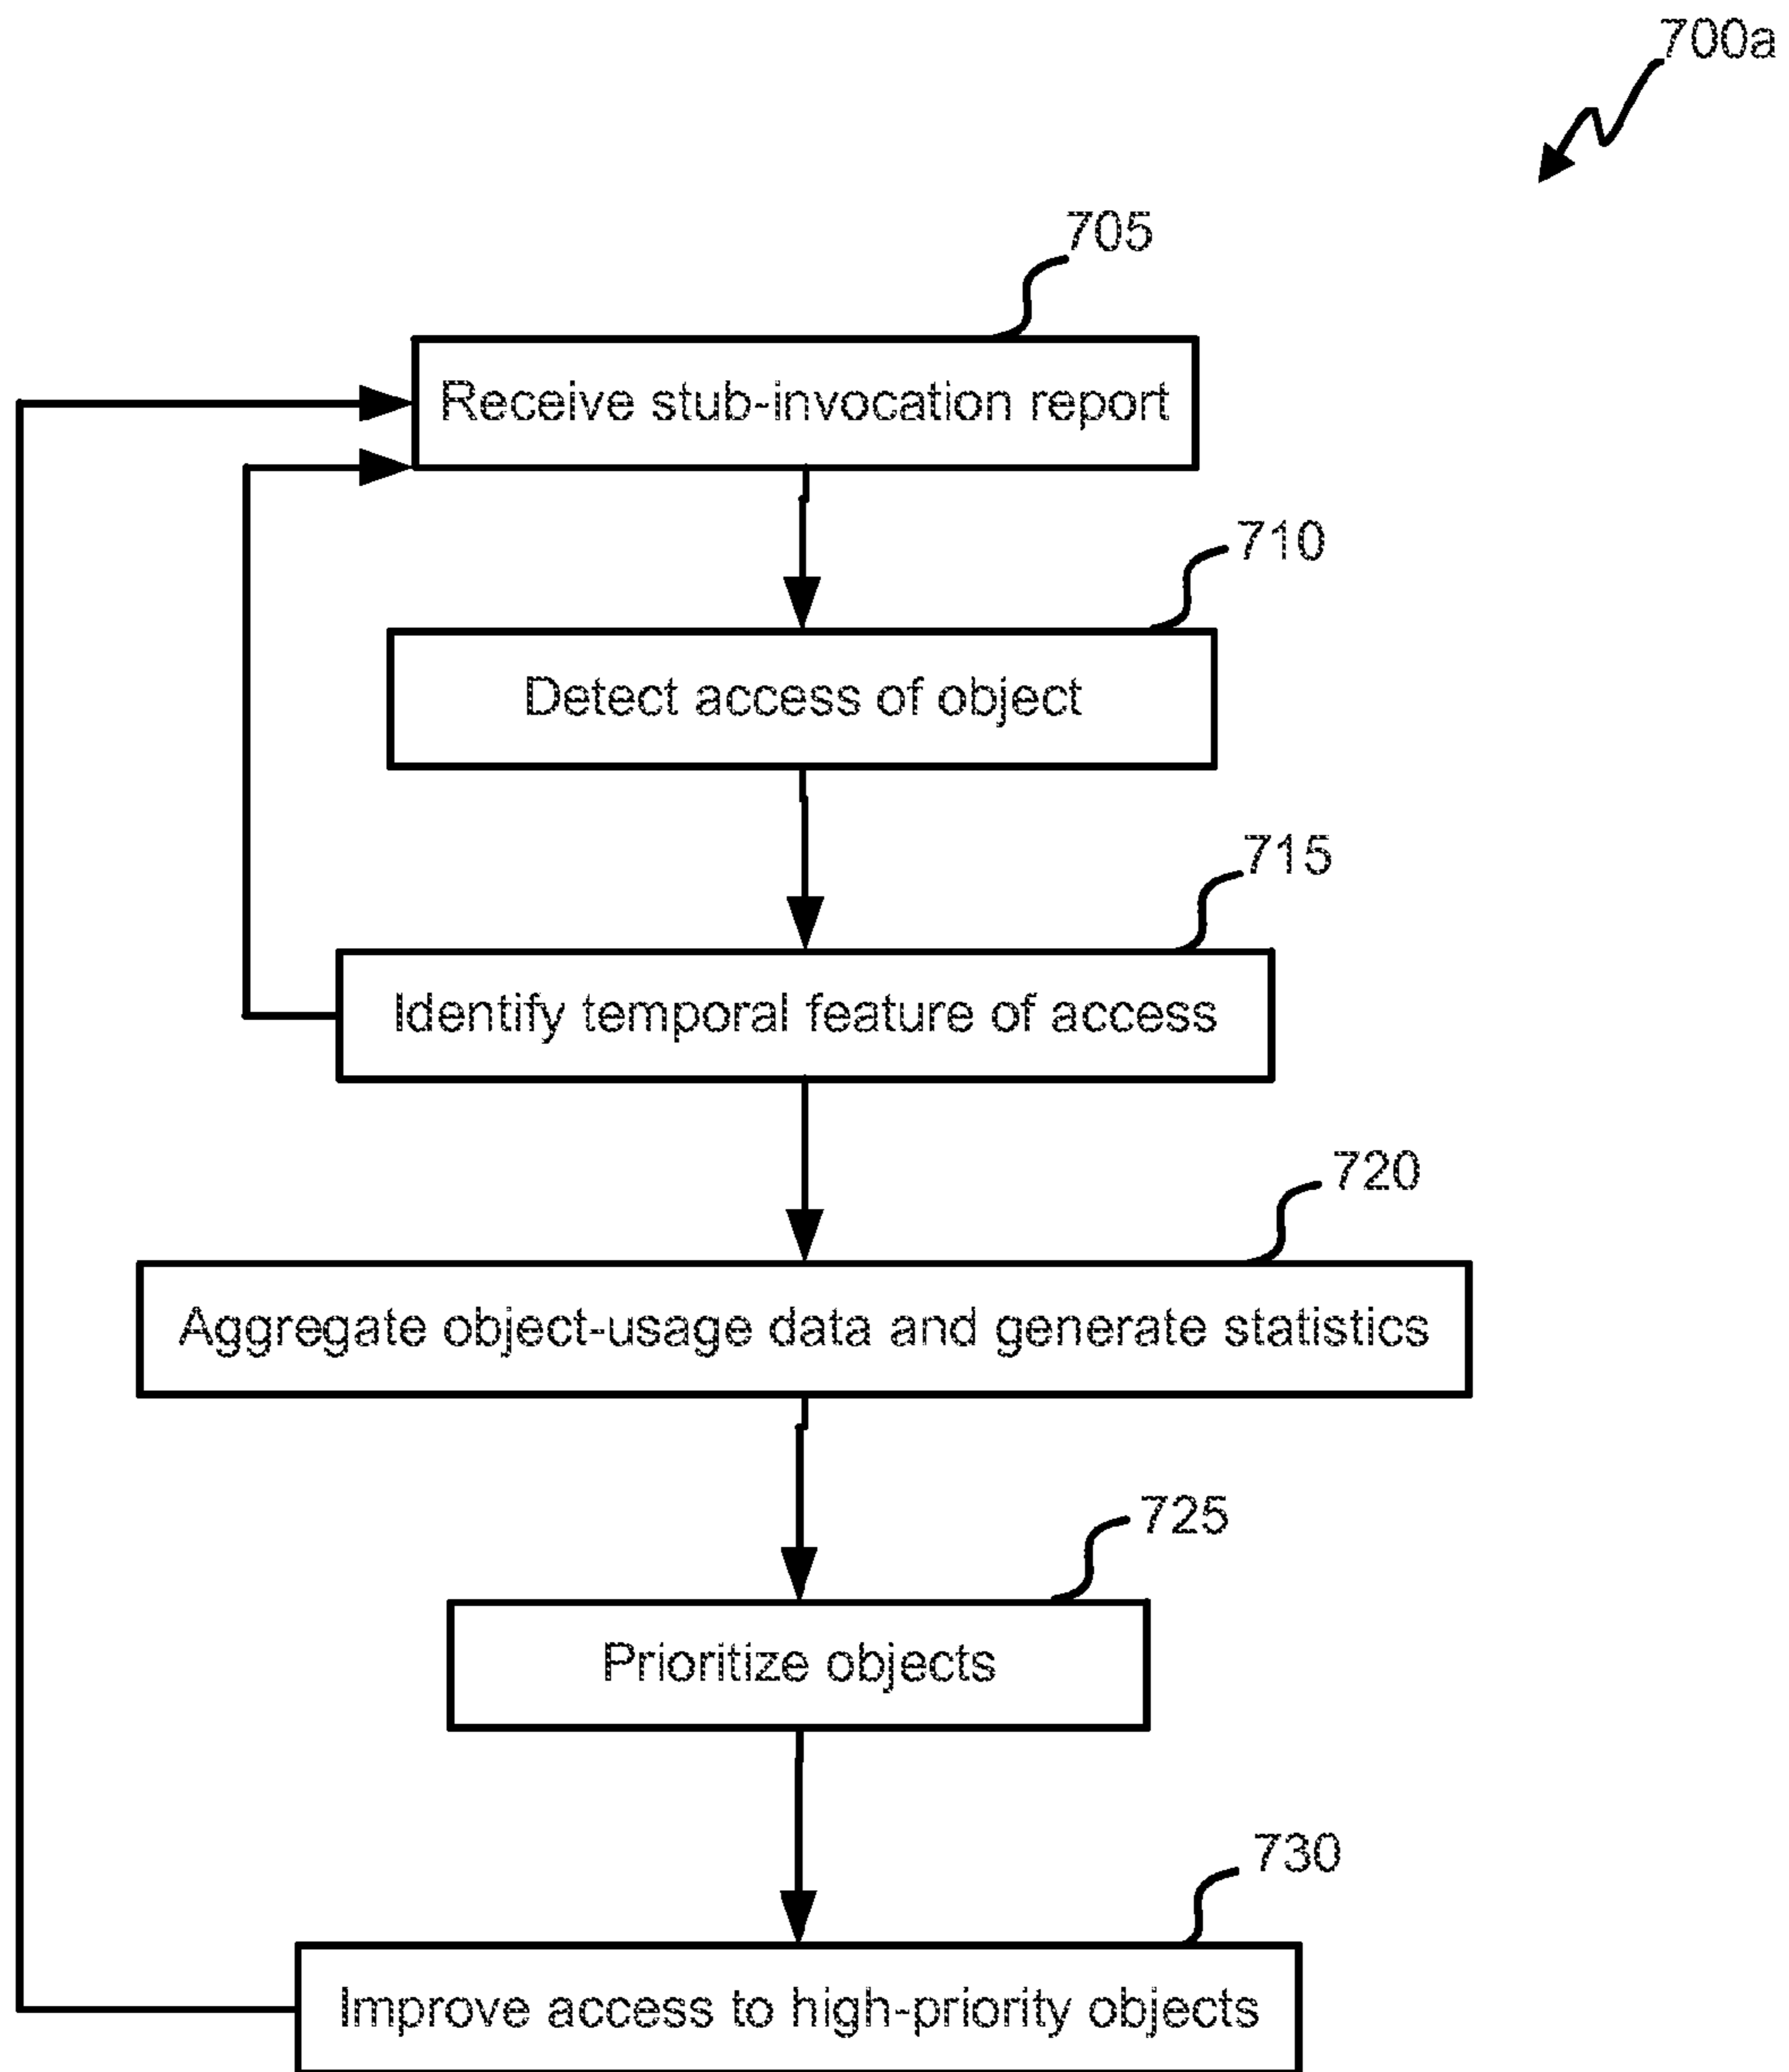 700a
705
Receive stub-invocation report
710
Detect access of object
715
Identify temporal feature of access
720
Aggregate object-usage data and generate statistics
725
Prioritize objects
730
Improve access to high-priority objects